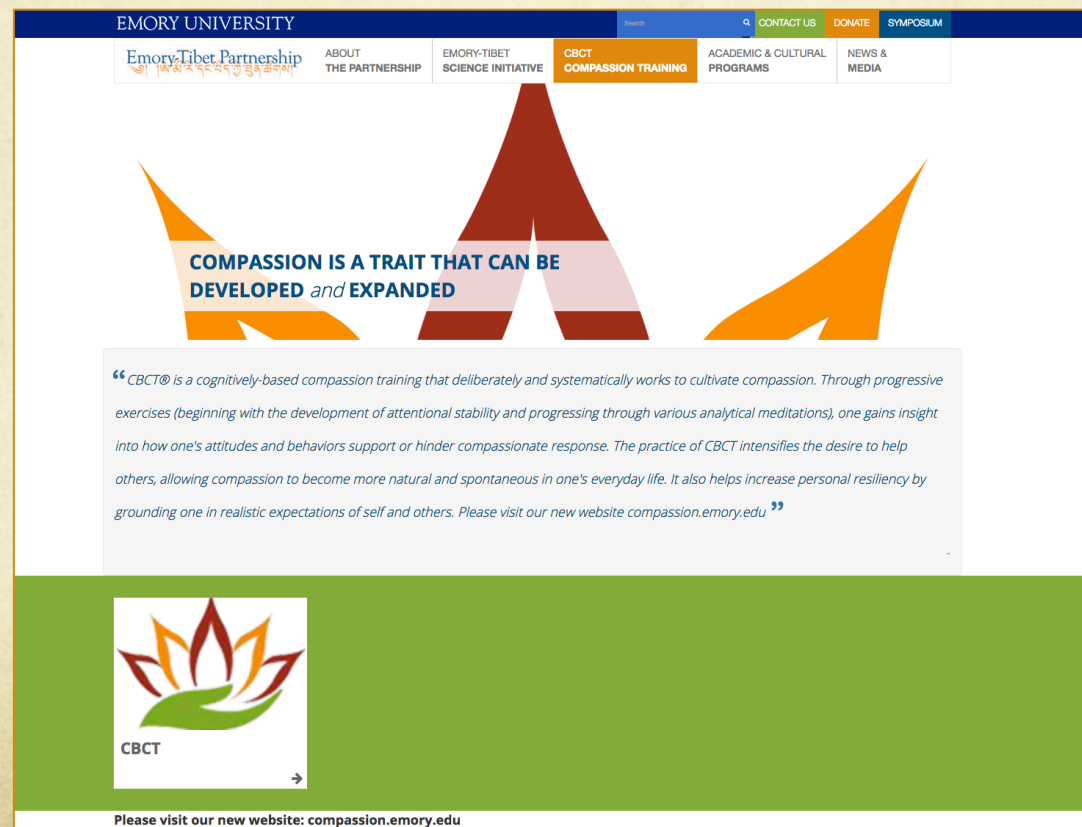 EMORY UNIVERSITY
Search
CONTACT US
DONATE
SYMPOSIUM
Emory-Tibet Partnership
ABOUT
THE PARTNERSHIP
EMORY-TIBET
SCIENCE INITIATIVE
CBCT
COMPASSION TRAINING
ACADEMIC & CULTURAL
PROGRAMS
NEWS &
MEDIA
COMPASSION IS A TRAIT THAT CAN BE
DEVELOPED and EXPANDED
“ CBCT® is a cognitively-based compassion training that deliberately and systematically works to cultivate compassion. Through progressive
exercises (beginning with the development of attentional stability and progressing through various analytical meditations), one gains insight
into how one's attitudes and behaviors support or hinder compassionate response. The practice of CBCT intensifies the desire to help
others, allowing compassion to become more natural and spontaneous in one's everyday life. It also helps increase personal resiliency by
grounding one in realistic expectations of self and others. Please visit our new website compassion.emory.edu ”
-
CBCT
Please visit our new website: compassion.emory.edu